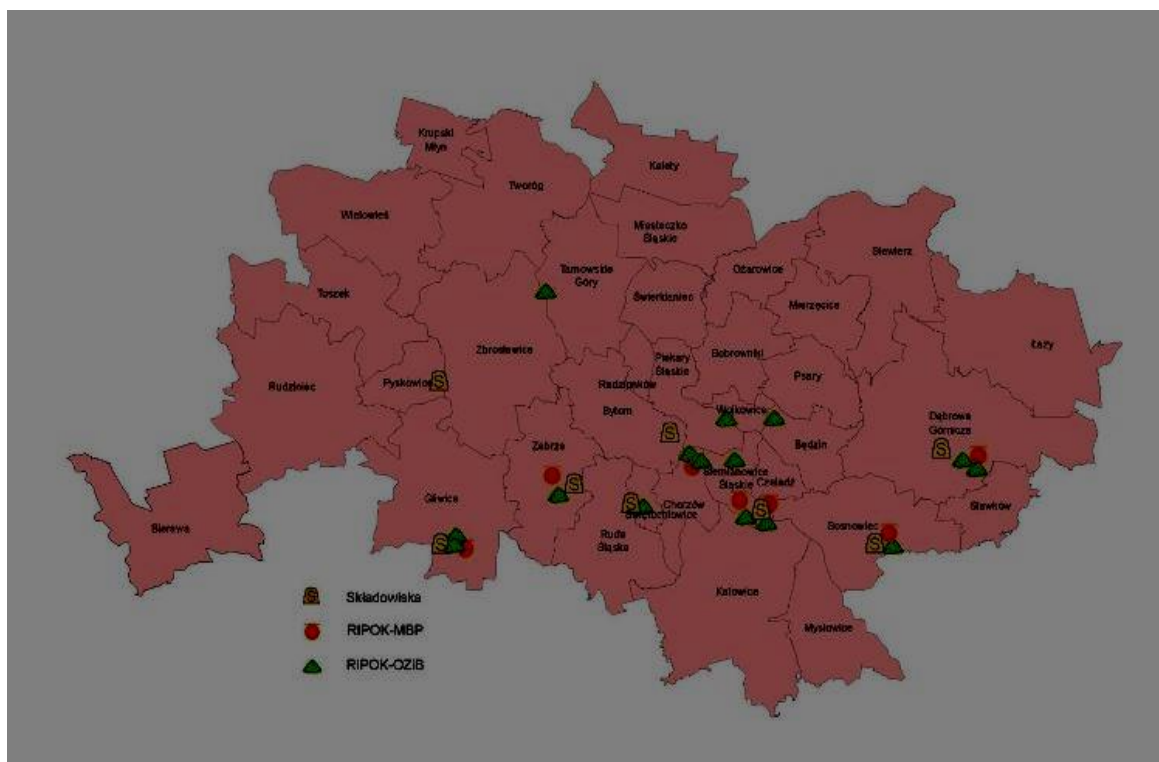 Krupski
Młyn
Kalety
Tworóg
Wielowieś
Miasteczko
Śląskie
Siewierz
Ożarowice
Tarnowskie
Góry
Toszek
Świerklaniec
Mierzęcice
Łazy
Zbrosławice
Bobrowniki
Piekary
Śląskie
Psary
Rudziniec
Pyskowice
Radzionków
Bytom
Wojkowice
Dąbrowa
Górnicza
Zabrze
Będzin
Siemianowice
Śląskie
Czeladź
Gliwice
Chorzów
Świętochłowice
Sławków
Sierawa
Sosnowiec
Ruda
Śląska
Katowice
Mysłowice
S
S
S
S
S
S
S
S
S
Składowiska
RIPOK-MBP
RIPOK-OZIB